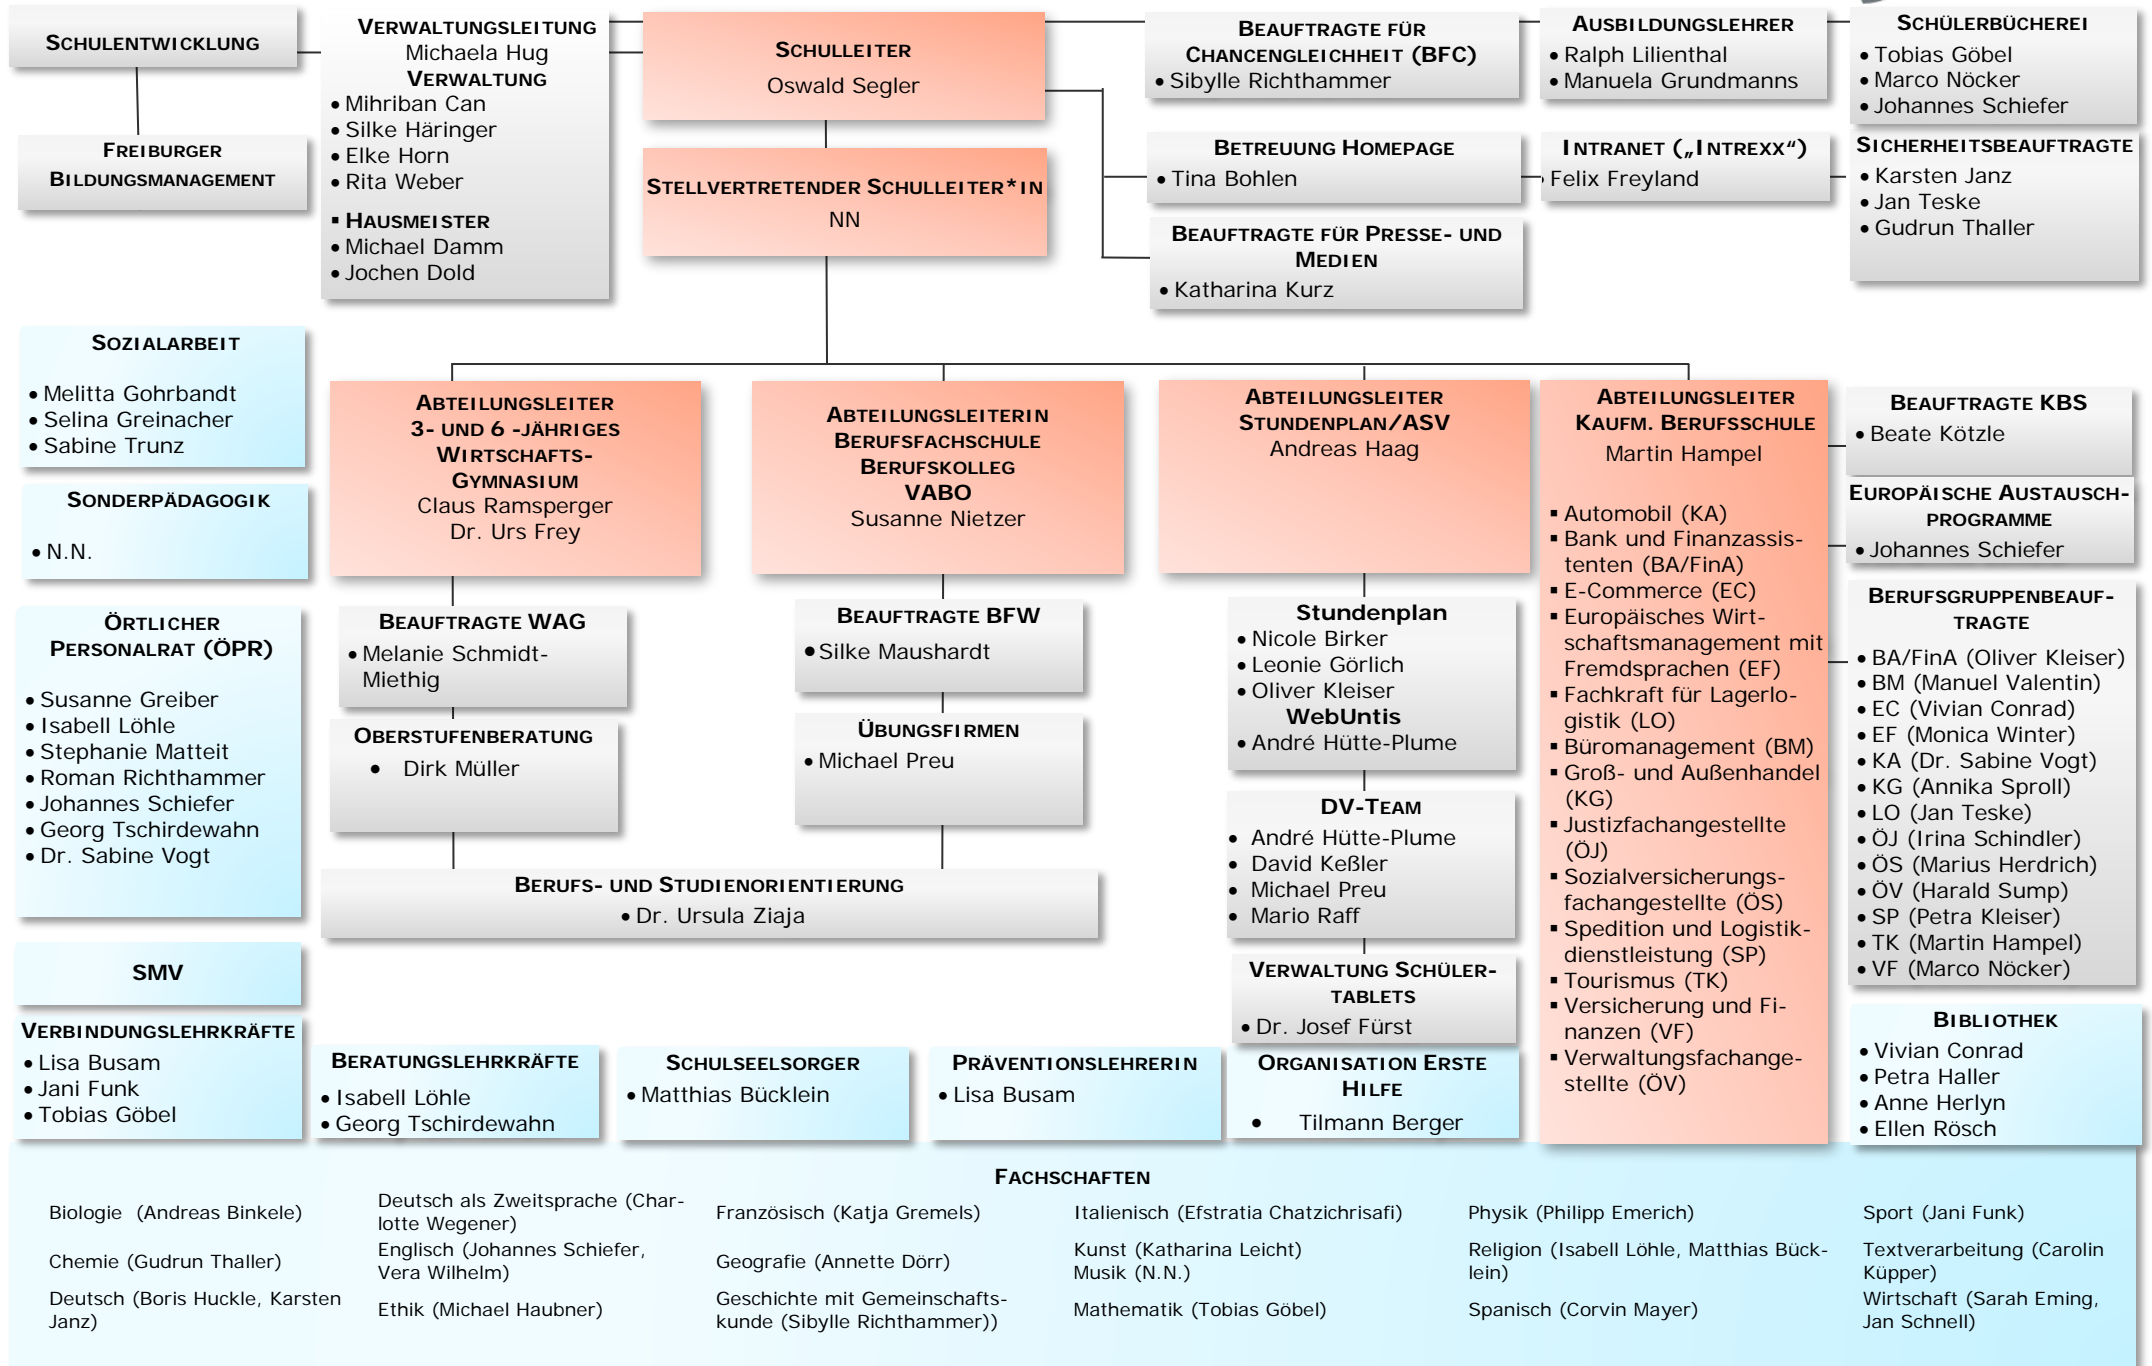 SCHULENTWICKLUNG
FREIBURGER
BILDUNGSMANAGEMENT
VERWALTUNGSLEITUNG
Michaela Hug
VERWALTUNG
• Mihriban Can
• Silke Häringer
• Elke Horn
• Rita Weber
▪ HAUSMEISTER
• Michael Damm
• Jochen Dold
SCHULLEITER
Oswald Segler
STELLVERTRETENDER SCHULLEITER*IN
NN
BEAUFTRAGTE FÜR
CHANCENGLEICHHEIT (BFC)
• Sibylle Richthammer
AUSBILDUNGSLEHRER
• Ralph Lilienthal
• Manuela Grundmanns
SCHÜLERBÜCHEREI
• Tobias Göbel
• Marco Nöcker
• Johannes Schiefer
BETREUUNG HOMEPAGE
• Tina Bohlen
INTRANET („INTREXX“)
• Felix Freyland
SICHERHEITSBEAUFTRAGTE
• Karsten Janz
• Jan Teske
• Gudrun Thaller
BEAUFTRAGTE FÜR PRESSE- UND
MEDIEN
• Katharina Kurz
SOZIALARBEIT
• Melitta Gohrbandt
• Selina Greinacher
• Sabine Trunz
SONDERPÄDAGOGIK
• N.N.
ÖRTLICHER
PERSONALRAT (ÖPR)
• Susanne Greiber
• Isabell Löhle
• Stephanie Matteit
• Roman Richthammer
• Johannes Schiefer
• Georg Tschirdewahn
• Dr. Sabine Vogt
SMV
VERBINDUNGSLEHRKRÄFTE
• Lisa Busam
• Jani Funk
• Tobias Göbel
ABTEILUNGSLEITER
3- UND 6 -JÄHRIGES
WIRTSCHAFTS-
GYMNASIUM
Claus Ramsperger
Dr. Urs Frey
BEAUFTRAGTE WAG
• Melanie Schmidt-
Miethig
OBERSTUFENBERATUNG
• Dirk Müller
ABTEILUNGSLEITERIN
BERUFSFACHSCHULE
BERUFSKOLLEG
VABO
Susanne Nietzer
BEAUFTRAGTE BFW
• Silke Maushardt
ÜBUNGSFIRMEN
• Michael Preu
BERUFS- UND STUDIENORIENTIERUNG
• Dr. Ursula Ziaja
ABTEILUNGSLEITER
STUNDENPLAN/ASV
Andreas Haag
Stundenplan
• Nicole Birker
• Leonie Görlich
• Oliver Kleiser
WebUntis
• André Hütte-Plume
DV-TEAM
• André Hütte-Plume
• David Keßler
• Michael Preu
• Mario Raff
VERWALTUNG SCHÜLER-
TABLETS
• Dr. Josef Fürst
ABTEILUNGSLEITER
KAUFM. BERUFSSCHULE
Martin Hampel
▪ Automobil (KA)
▪ Bank und Finanzassis-
tenten (BA/FinA)
▪ E-Commerce (EC)
▪ Europäisches Wirt-
schaftsmanagement mit
Fremdsprachen (EF)
▪ Fachkraft für Lagerlo-
gistik (LO)
▪ Büromanagement (BM)
▪ Groß- und Außenhandel
(KG)
▪ Justizfachangestellte
(ÖJ)
▪ Sozialversicherungs-
fachangestellte (ÖS)
▪ Spedition und Logistik-
dienstleistung (SP)
▪ Tourismus (TK)
▪ Versicherung und Fi-
nanzen (VF)
▪ Verwaltungsfachange-
stellte (ÖV)
BEAUFTRAGTE KBS
• Beate Kötzle
EUROPÄISCHE AUSTAUSCH-
PROGRAMME
• Johannes Schiefer
BERUFSGRUPPENBEAUF-
TRAGTE
• BA/FinA (Oliver Kleiser)
• BM (Manuel Valentin)
• EC (Vivian Conrad)
• EF (Monica Winter)
• KA (Dr. Sabine Vogt)
• KG (Annika Sproll)
• LO (Jan Teske)
• ÖJ (Irina Schindler)
• ÖS (Marius Herdrich)
• ÖV (Harald Sump)
• SP (Petra Kleiser)
• TK (Martin Hampel)
• VF (Marco Nöcker)
BERATUNGSLEHRKRÄFTE
• Isabell Löhle
• Georg Tschirdewahn
SCHULSEELSORGER
• Matthias Bücklein
PRÄVENTIONSLEHRERIN
• Lisa Busam
ORGANISATION ERSTE
HILFE
• Tilmann Berger
BIBLIOTHEK
• Vivian Conrad
• Petra Haller
• Anne Herlyn
• Ellen Rösch
FACHSCHAFTEN
Biologie (Andreas Binkele)
Chemie (Gudrun Thaller)
Deutsch (Boris Huckle, Karsten
Janz)
Deutsch als Zweitsprache (Char-
lotte Wegener)
Englisch (Johannes Schiefer,
Vera Wilhelm)
Ethik (Michael Haubner)
Französisch (Katja Gremels)
Geografie (Annette Dörr)
Geschichte mit Gemeinschafts-
kunde (Sibylle Richthammer))
Italienisch (Efstratia Chatzichrisafi)
Kunst (Katharina Leicht)
Musik (N.N.)
Mathematik (Tobias Göbel)
Physik (Philipp Emerich)
Religion (Isabell Löhle, Matthias Bück-
lein)
Spanisch (Corvin Mayer)
Sport (Jani Funk)
Textverarbeitung (Carolin
Küpper)
Wirtschaft (Sarah Eming,
Jan Schnell)